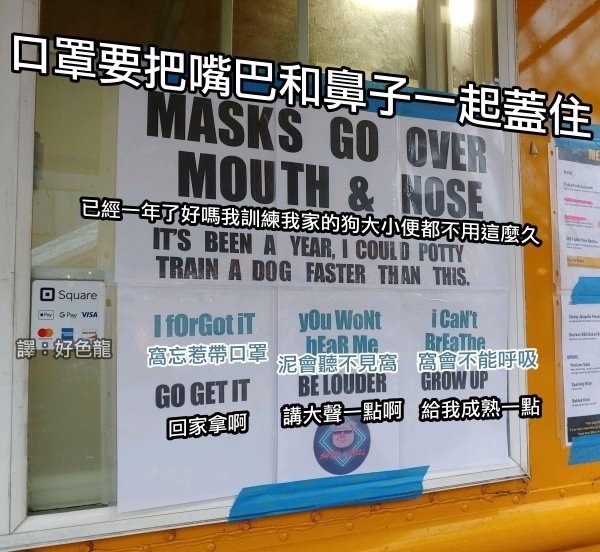 口罩要把嘴巴和鼻子一起蓋住
MASKS GO OVER
MOUTH & NOSE
已經一年了好嗎我訓練我家的狗大小便都不用這麼久
IT'S BEEN A YEAR, I COULD POTTY
TRAIN A DOG FASTER THAN THIS.
Square
Pay
G Pay
VISA
譯：好色龍
I fOrGot iT
窩忘惹帶口罩
GO GET IT
回家拿啊
yOu WoNt
hEaR Me
泥會聽不見窩
BE LOUDER
講大聲一點啊
i CaN't
BrEaThe
窩會不能呼吸
GROW UP
給我成熟一點